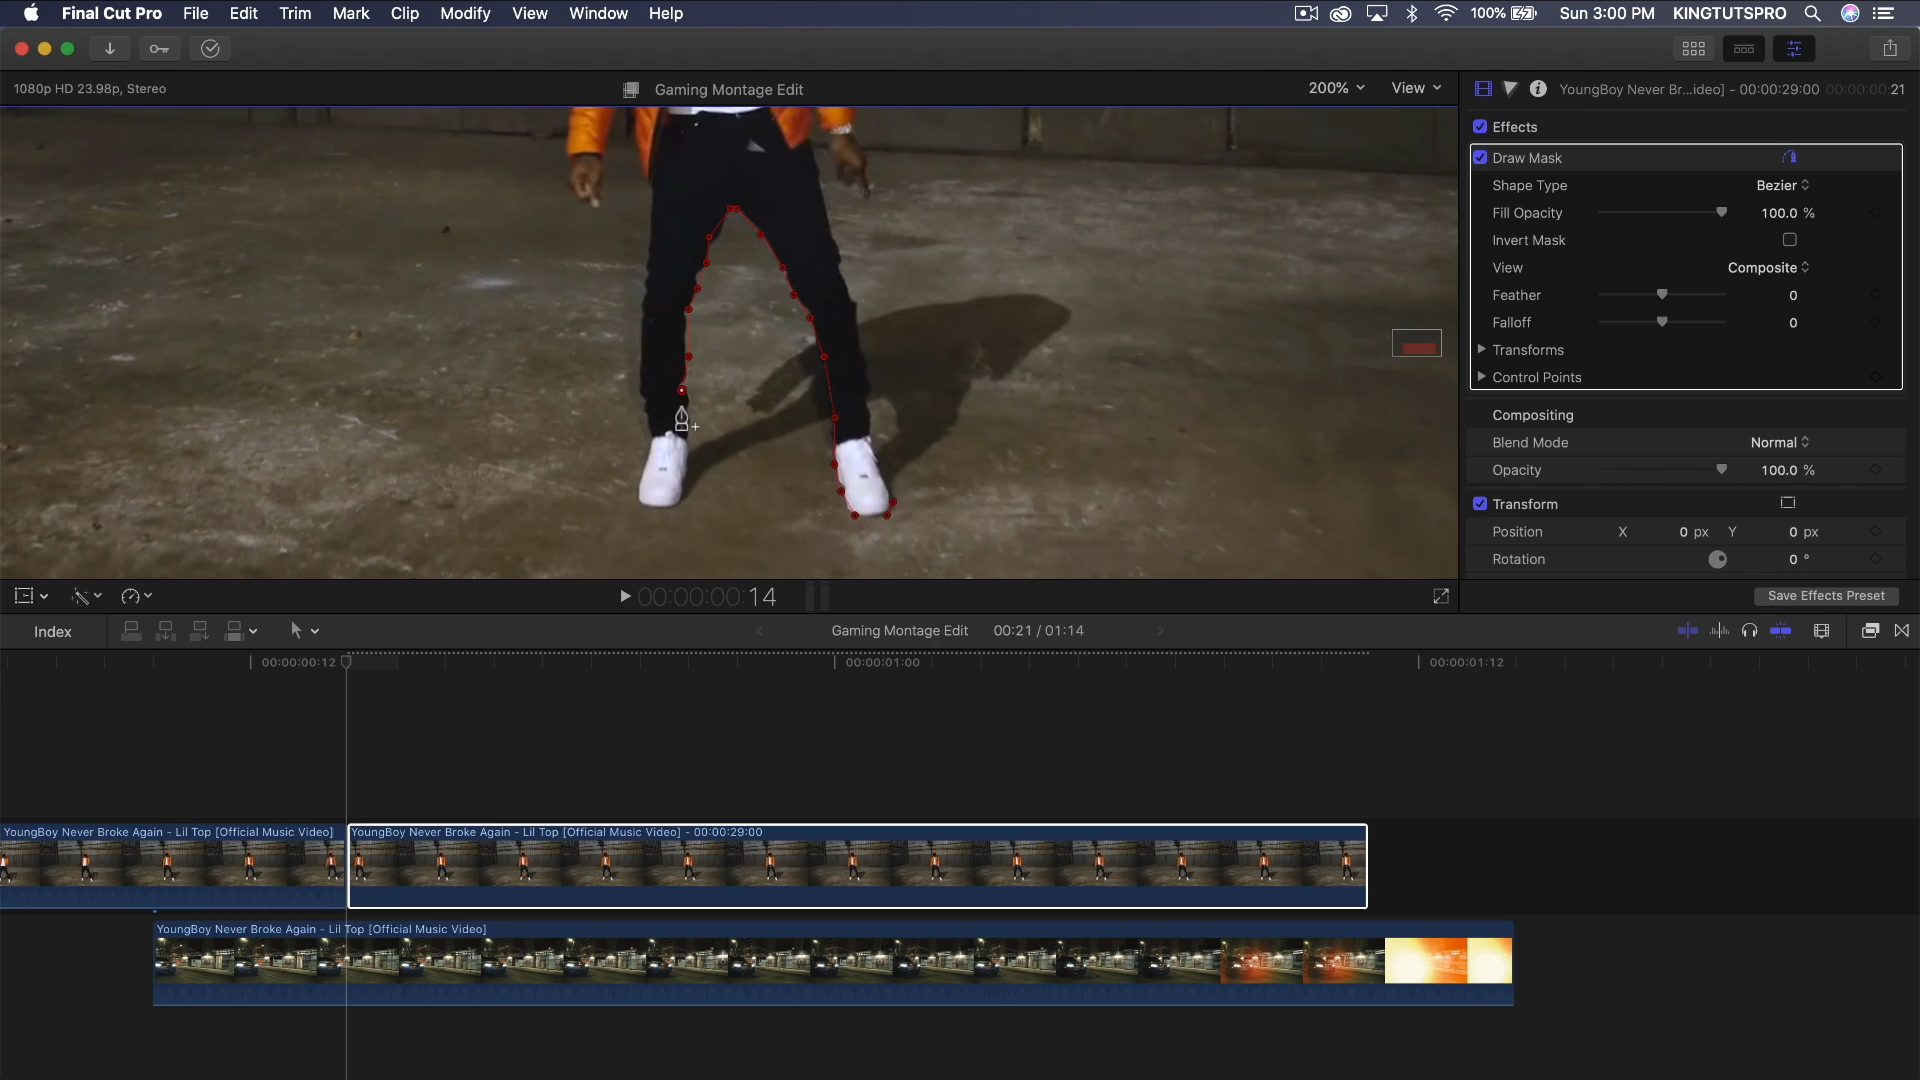 Final Cut Pro File Edit Trim Mark Clip Modify View Window Help 100% Sun 3:00 PM KINGTUTSPRO
1080p HD 23.98p, Stereo
Gaming Montage Edit
200% View
YoungBoy Never Br...ideo] - 00:00:29:00 00:00:00:21
Effects
Draw Mask
Shape Type Bezier
Fill Opacity 100.0 %
Invert Mask
View Composite
Feather 0
Falloff 0
Transforms
Control Points
Compositing
Blend Mode Normal
Opacity 100.0 %
Transform
Position X 0 px Y 0 px
Rotation 0 °
00:00:00:14
Save Effects Preset
Index
Gaming Montage Edit 00:21 / 01:14
00:00:00:12 00:00:01:00 00:00:01:12
YoungBoy Never Broke Again - Lil Top [Official Music Video]
YoungBoy Never Broke Again - Lil Top [Official Music Video] - 00:00:29:00
YoungBoy Never Broke Again - Lil Top [Official Music Video]